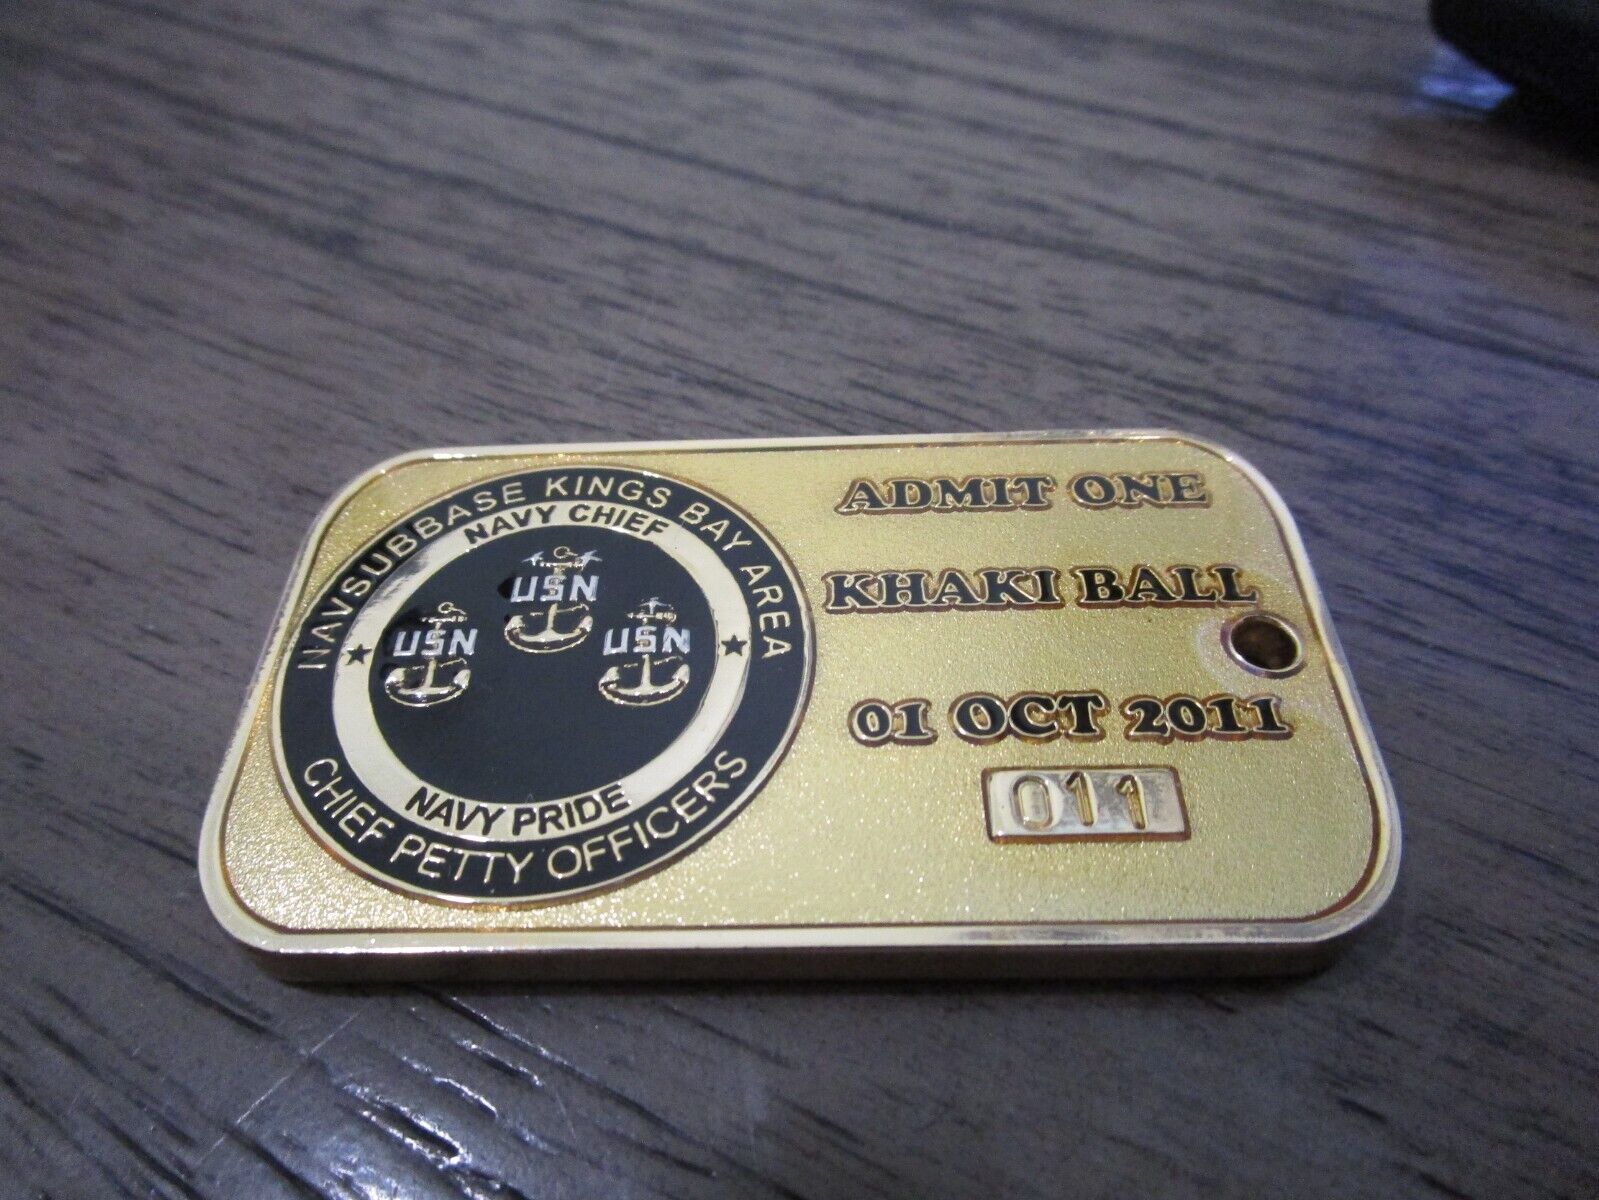 NAVSUBBASE KINGS BAY AREA
NAVY CHIEF
USN
USN
USN
NAVY PRIDE
CHIEF PETTY OFFICERS
ADMIT ONE
KHAKI BALL
01 OCT 2011
011